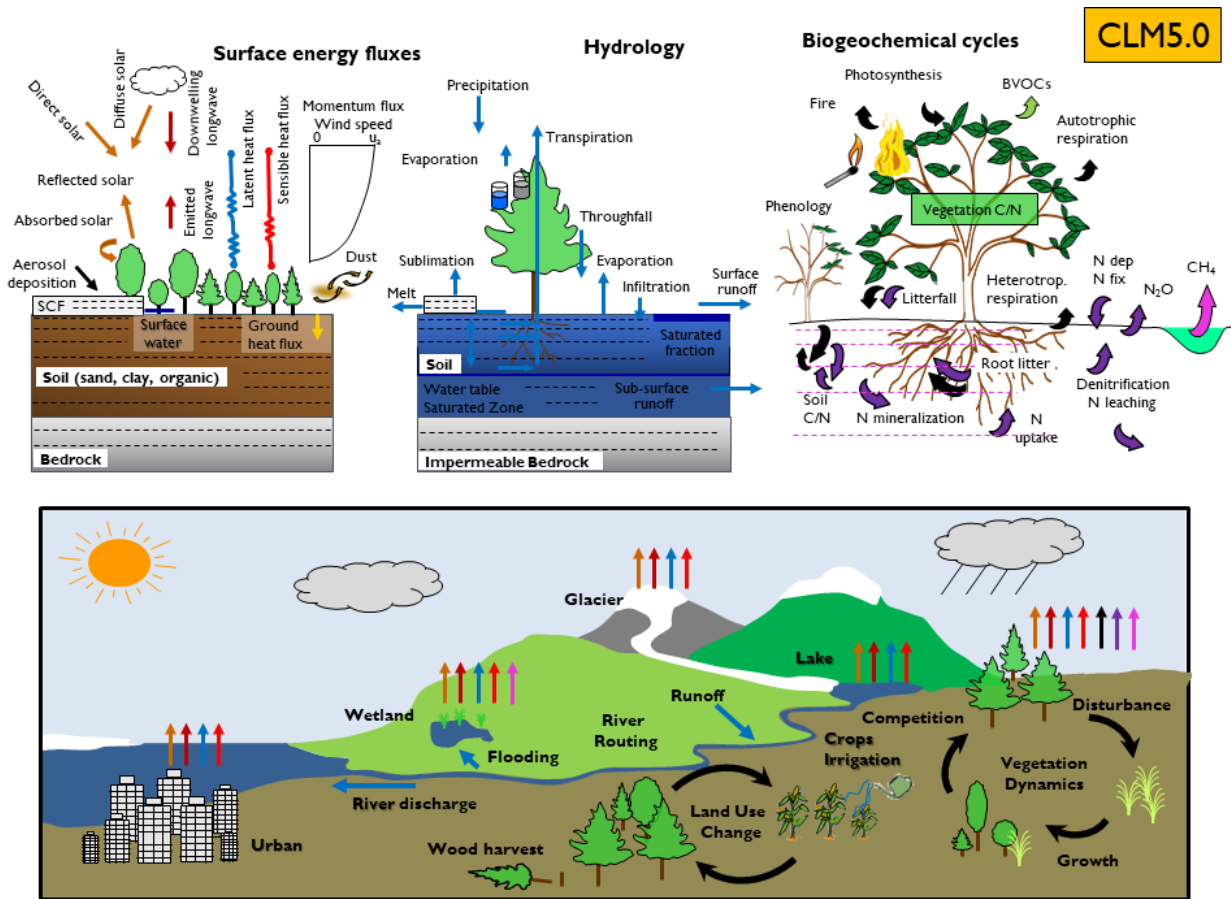 CLM5.0
Surface energy fluxes
Direct solar
Diffuse solar
Downwelling
longwave
Reflected solar
Absorbed solar
Emitted
longwave
Latent heat flux
Sensible heat flux
Momentum flux
Wind speed
0
uₐ
Dust
Aerosol
deposition
SCF
Surface
water
Ground
heat flux
Soil (sand, clay, organic)
Bedrock
Hydrology
Precipitation
Transpiration
Evaporation
Throughfall
Sublimation
Evaporation
Infiltration
Surface
runoff
Melt
Saturated
fraction
Soil
Water table
Saturated Zone
Sub-surface
runoff
Impermeable Bedrock
Biogeochemical cycles
Photosynthesis
BVOCs
Fire
Autotrophic
respiration
Vegetation C/N
Phenology
Litterfall
Heterotrop.
respiration
N dep
N fix
N₂O
CH₄
Root litter
Denitrification
N leaching
Soil
C/N
N mineralization
N
uptake
Glacier
Lake
Wetland
Flooding
River
Routing
Runoff
River discharge
Urban
Wood harvest
Land Use
Change
Crops
Irrigation
Competition
Disturbance
Vegetation
Dynamics
Growth